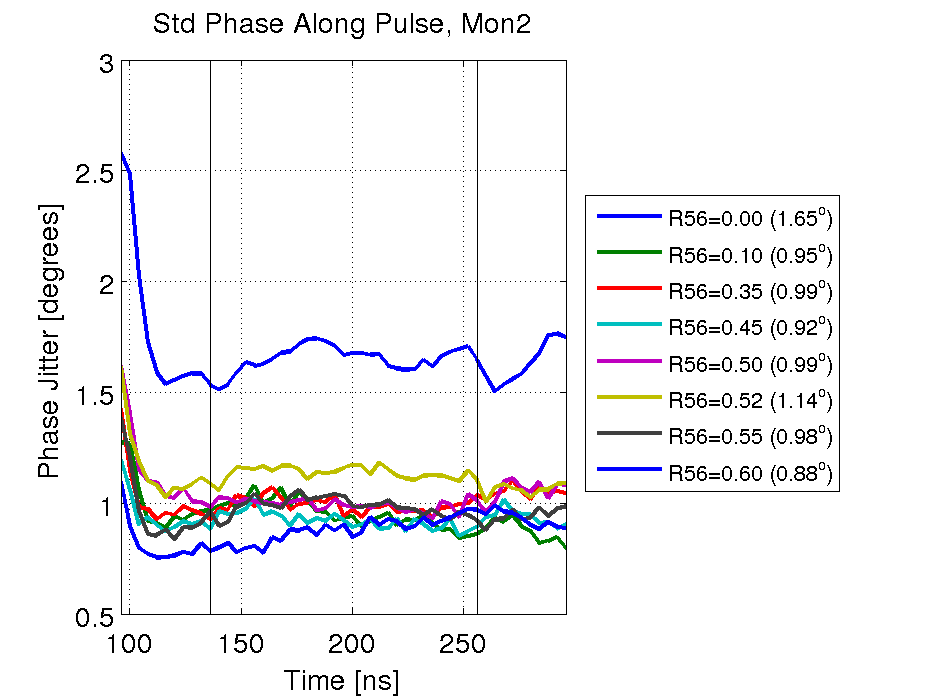 Std Phase Along Pulse, Mon2
3
2.5
2
1.5
1
0.5
Phase Jitter [degrees]
100 150 200 250
Time [ns]
R56=0.00 (1.65°)
R56=0.10 (0.95°)
R56=0.35 (0.99°)
R56=0.45 (0.92°)
R56=0.50 (0.99°)
R56=0.52 (1.14°)
R56=0.55 (0.98°)
R56=0.60 (0.88°)